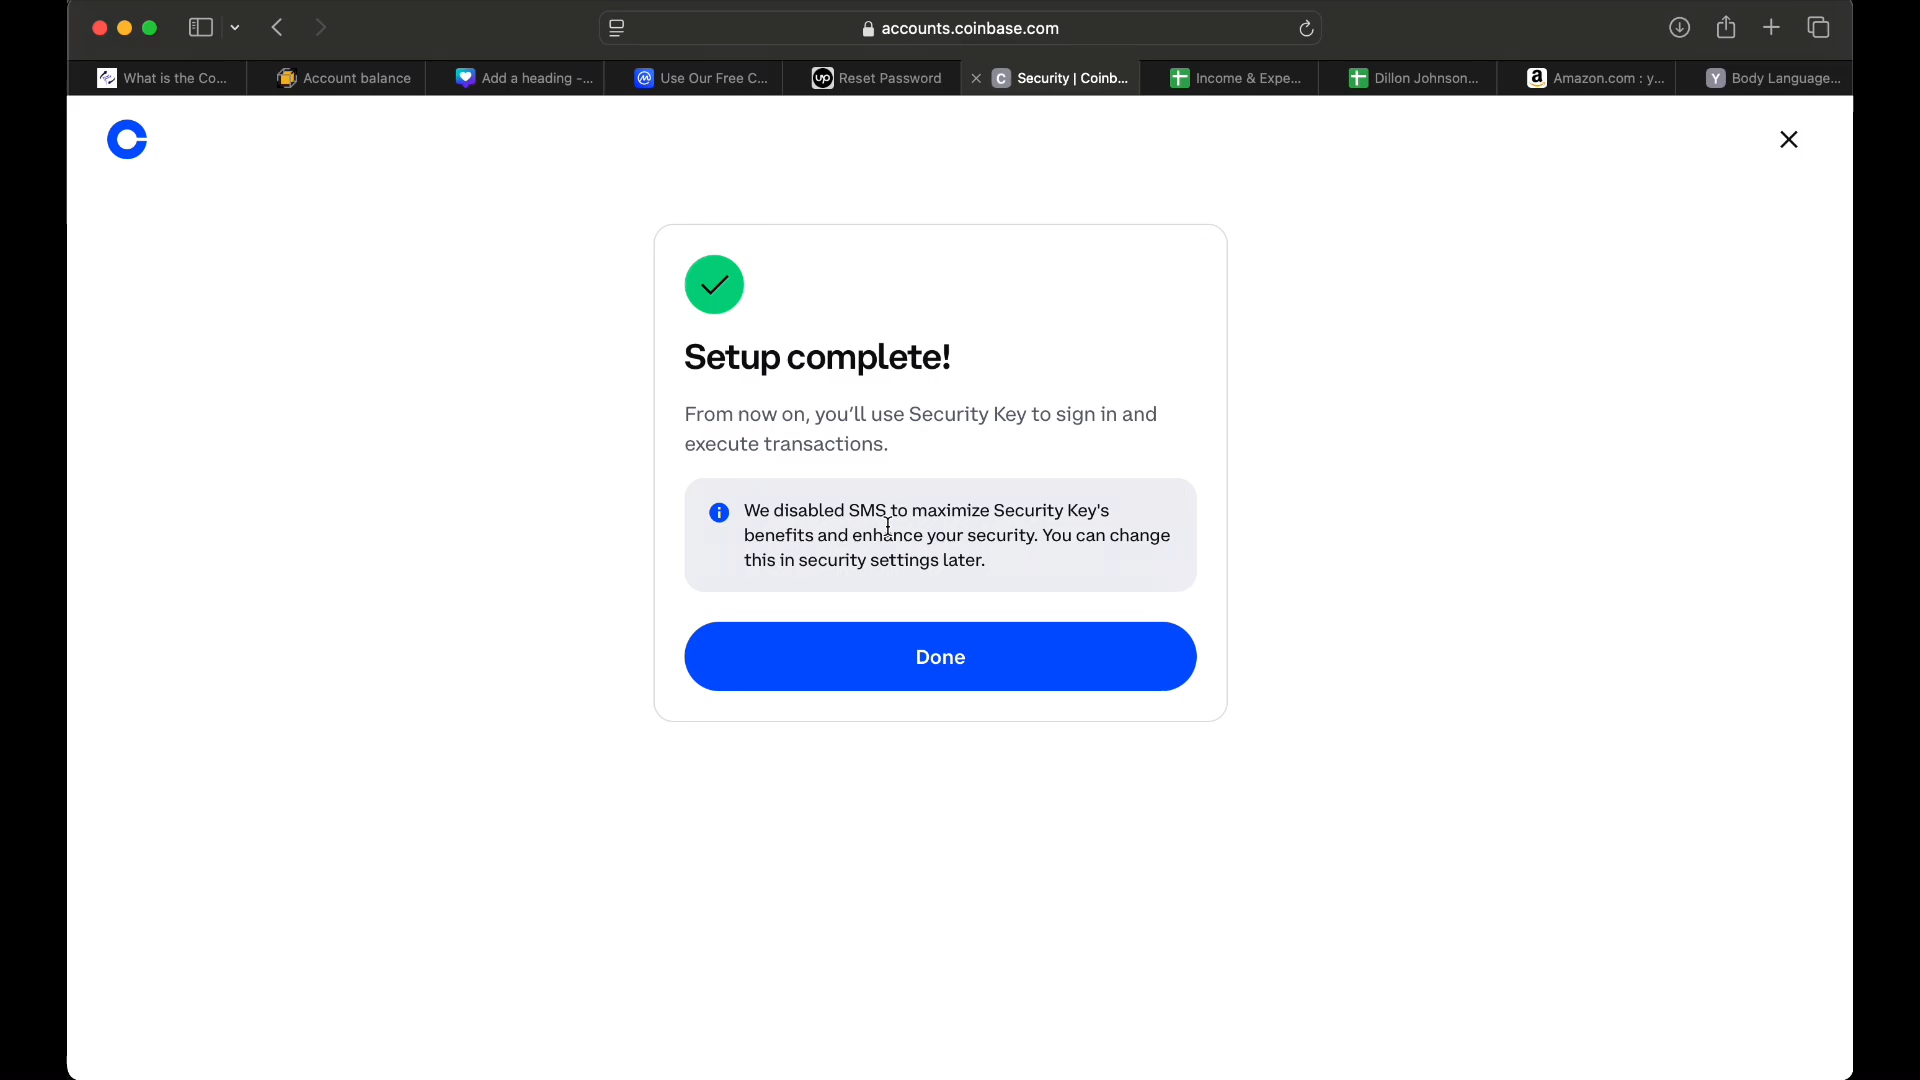 accounts.coinbase.com
What is the Co...
Account balance
Add a heading -...
Use Our Free C...
up Reset Password
C Security | Coinb...
Income & Expe...
Dillon Johnson...
a Amazon.com : y...
Y Body Language...
Setup complete!
From now on, you’ll use Security Key to sign in and
execute transactions.
We disabled SMS to maximize Security Key's
benefits and enhance your security. You can change
this in security settings later.
Done